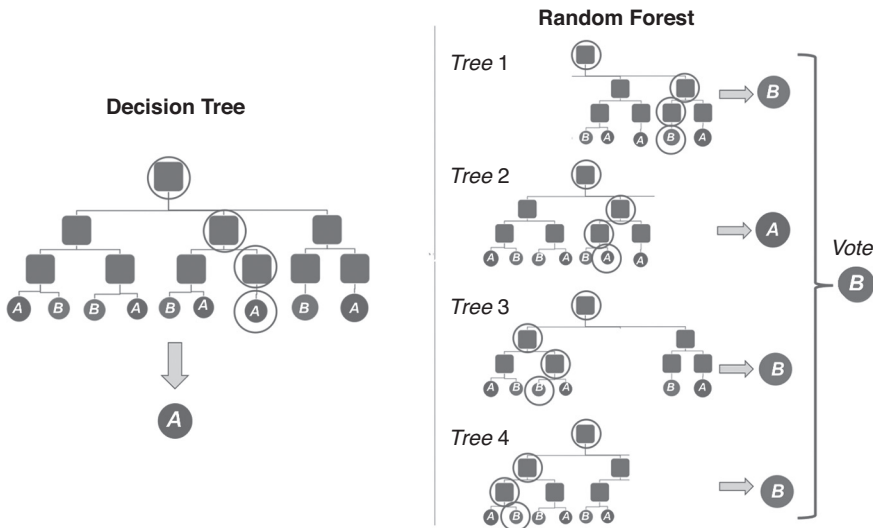 Decision Tree
A B B A B A A B A
A
Random Forest
Tree 1
B A A B A
B
Tree 2
A B B A B A A
A
Tree 3
A B B A B A
B
Tree 4
A B B A B A
B
Vote
B